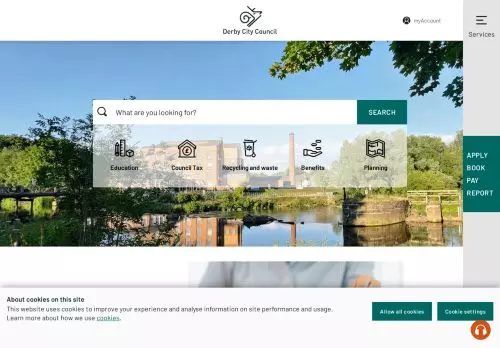 Derby City Council
myAccount
Services
What are you looking for?
SEARCH
Education
Council Tax
Recycling and waste
Benefits
Planning
APPLY
BOOK
PAY
REPORT
About cookies on this site
This website uses cookies to improve your experience and analyse information on site performance and usage.
Learn more about how we use cookies.
Allow all cookies
Cookie settings